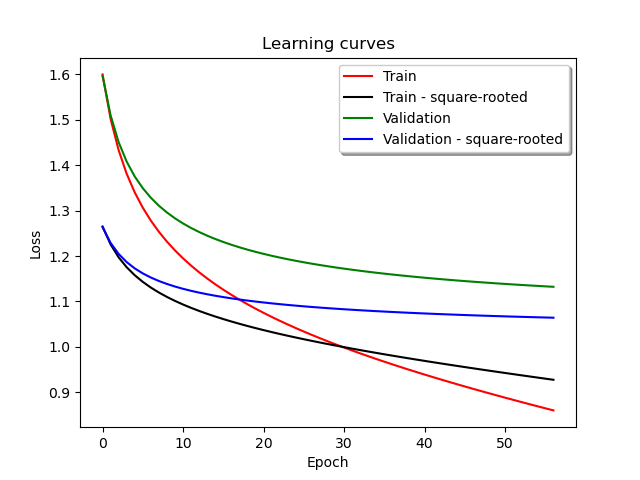 Learning curves
Train
Train - square-rooted
Validation
Validation - square-rooted
Loss
1.6
1.5
1.4
1.3
1.2
1.1
1.0
0.9
0 10 20 30 40 50
Epoch